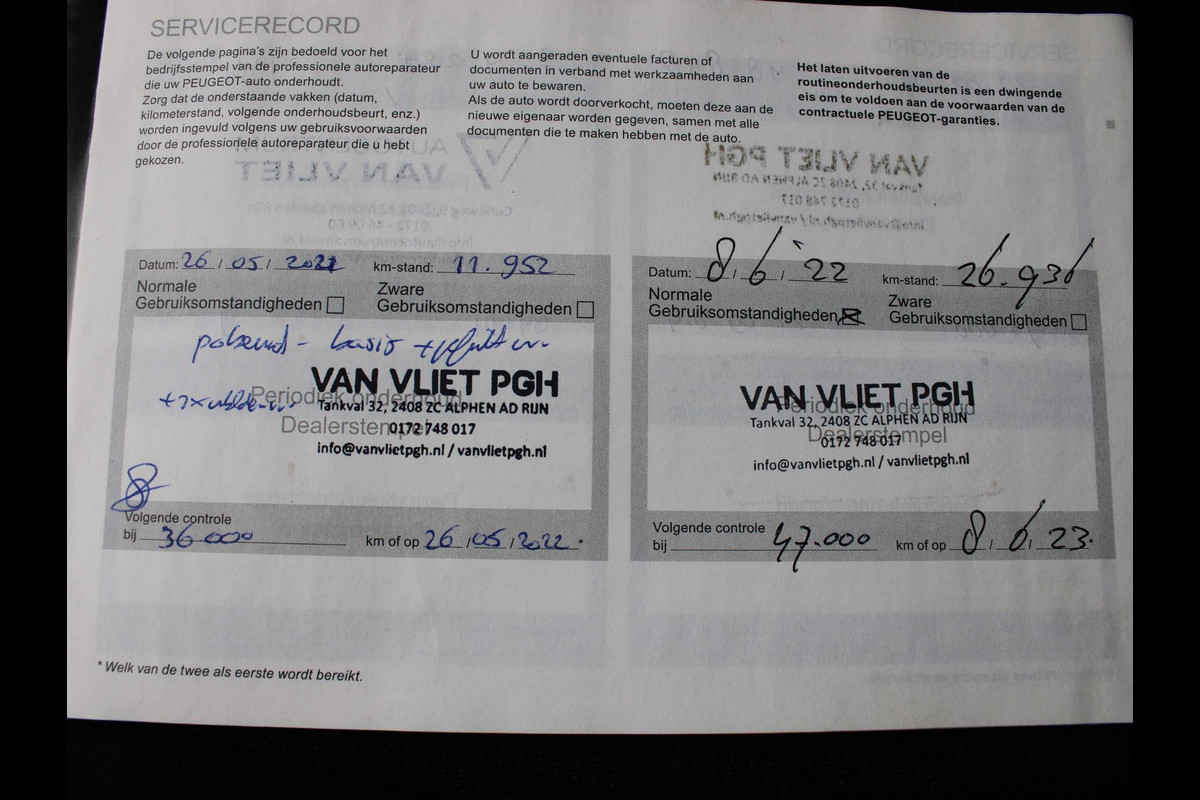 SERVICERECORD
De volgende pagina's zijn bedoeld voor het
bedrijfsstempel van de professionele autoreparateur
die uw PEUGEOT-auto onderhoudt.
Zorg dat de onderstaande vakken (datum,
kilometerstand, volgende onderhoudsbeurt, enz.)
worden ingevuld volgens uw gebruiksvoorwaarden
door de professionele autoreparateur die u hebt
gekozen.
U wordt aangeraden eventuele facturen of
documenten in verband met werkzaamheden aan
uw auto te bewaren.
Als de auto wordt doorverkocht, moeten deze aan de
nieuwe eigenaar worden gegeven, samen met alle
documenten die te maken hebben met de auto.
Het laten uitvoeren van de
routineonderhoudsbeurten is een dwingende
eis om te voldoen aan de voorwaarden van de
contractuele PEUGEOT-garanties.
Datum: 26 / 05 / 2021 km-stand: 11.952
Normale
Gebruiksomstandigheden
Zware
Gebruiksomstandigheden
basis
Periodiek onderhoud
Dealerstempel
VAN VLIET PGH
Tankval 32, 2408 ZC ALPHEN AD RIJN
0172 748 017
info@vanvlietpgh.nl / vanvlietpgh.nl
Volgende controle
bij 36.000 km of op 26 / 05 / 2022 *
Datum: 8 / 6 / '22 km-stand: 26.936
Normale
Gebruiksomstandigheden
Zware
Gebruiksomstandigheden
Periodiek onderhoud
Dealerstempel
VAN VLIET PGH
Tankval 32, 2408 ZC ALPHEN AD RIJN
0172 748 017
info@vanvlietpgh.nl / vanvlietpgh.nl
Volgende controle
bij 47.000 km of op 8 / 6 / 23.
* Welk van de twee als eerste wordt bereikt.